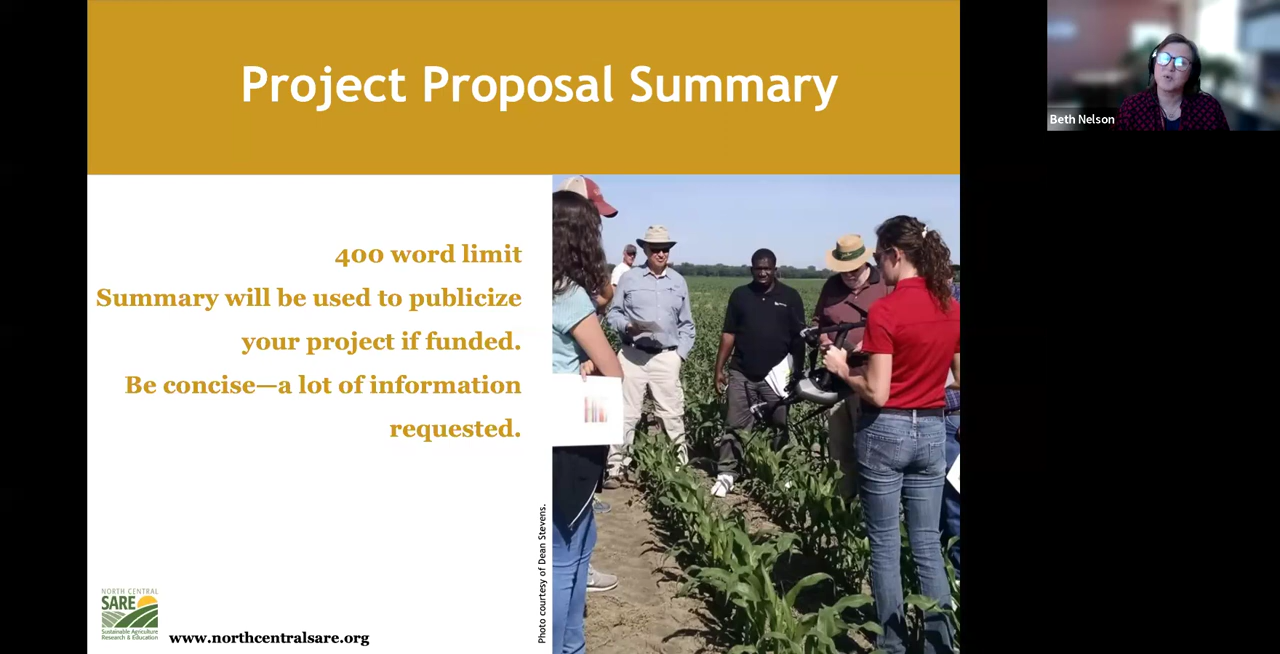 Project Proposal Summary
Beth Nelson
400 word limit
Summary will be used to publicize
your project if funded.
Be concise—a lot of information
requested.
Photo courtesy of Dean Stevens.
NORTH CENTRAL
SARE
Sustainable Agriculture
Research & Education
www.northcentralsare.org